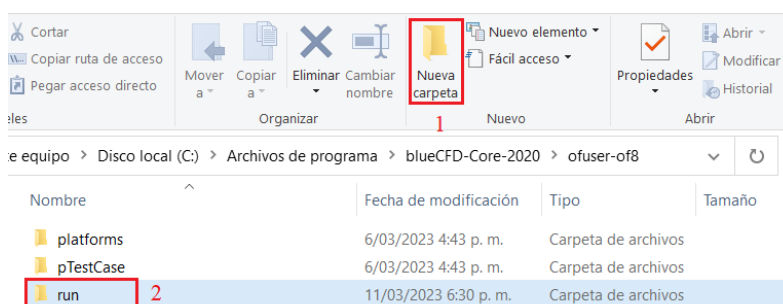 Cortar
Copiar ruta de acceso
Pegar acceso directo
Mover a
Copiar a
Eliminar
Cambiar nombre
Organizar
Nueva carpeta
1
Nuevo elemento
Fácil acceso
Nuevo
Propiedades
Abrir
Modificar
Historial
Abrir
equipo > Disco local (C:) > Archivos de programa > blueCFD-Core-2020 > ofuser-of8
Nombre Fecha de modificación Tipo Tamaño
platforms 6/03/2023 4:43 p. m. Carpeta de archivos
pTestCase 6/03/2023 4:43 p. m. Carpeta de archivos
run 2 11/03/2023 6:30 p. m. Carpeta de archivos